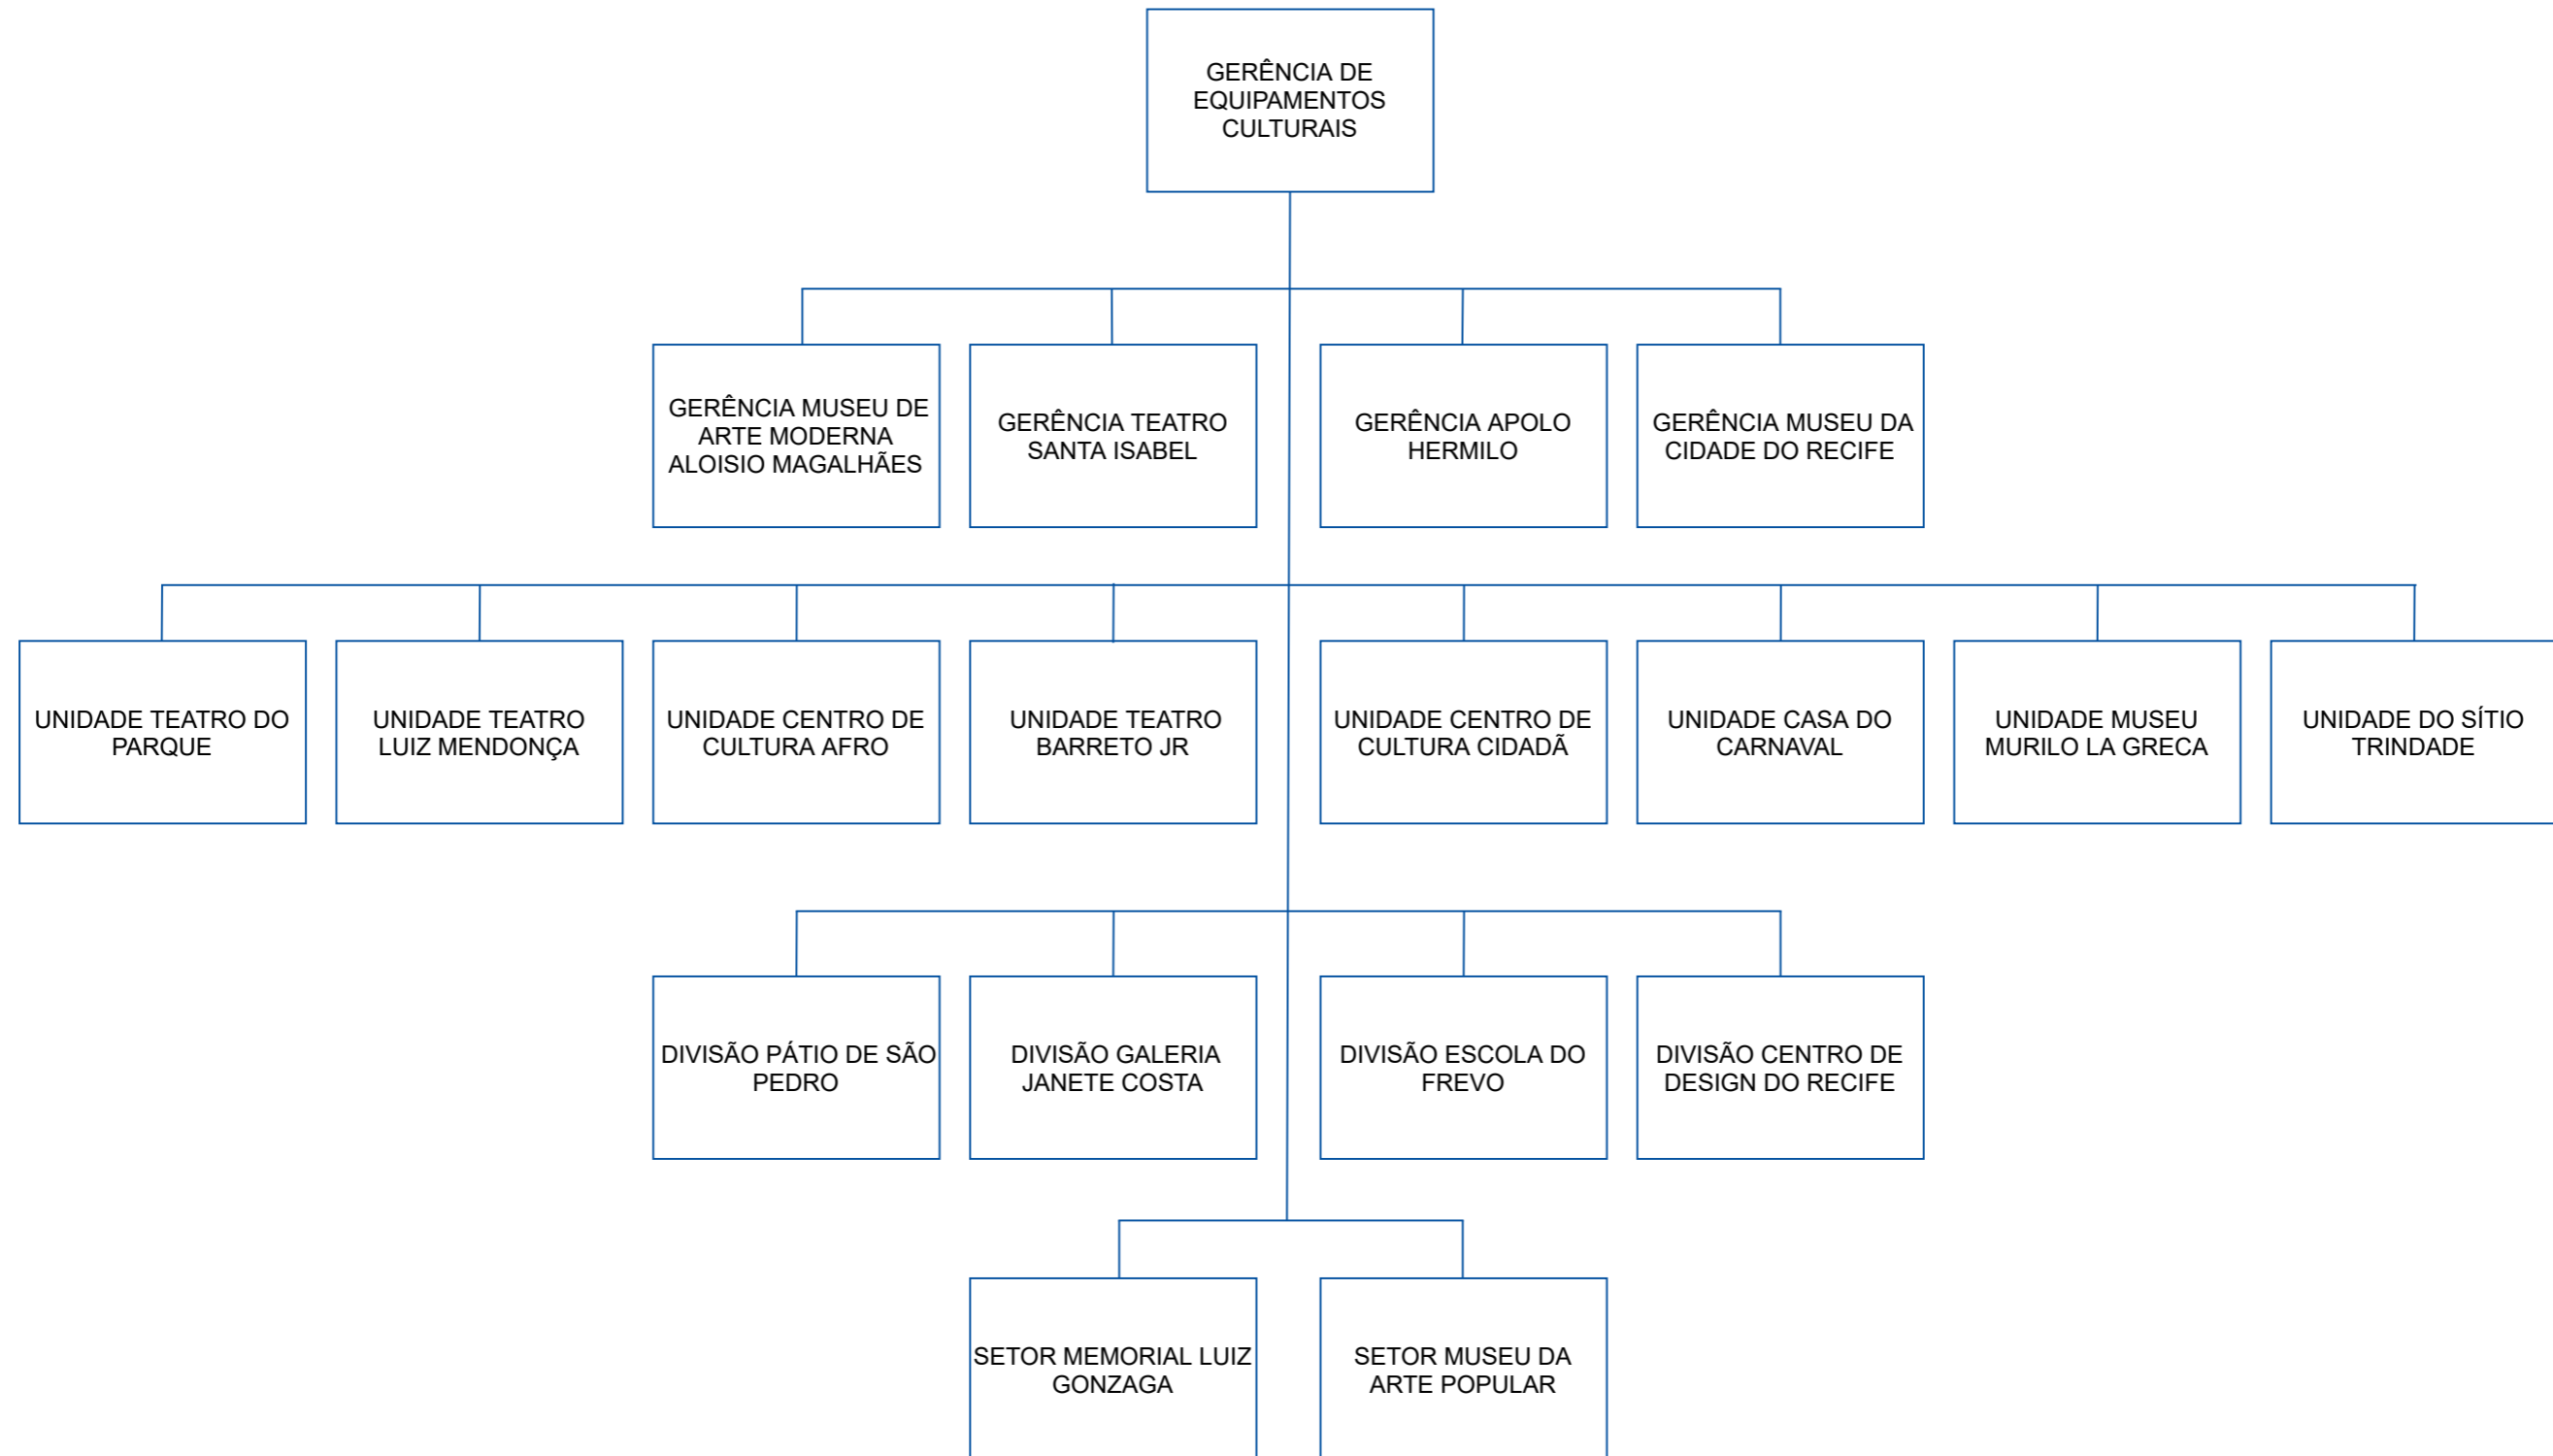 GERÊNCIA DE
EQUIPAMENTOS
CULTURAIS
GERÊNCIA MUSEU DE
ARTE MODERNA
ALOISIO MAGALHÃES
GERÊNCIA TEATRO
SANTA ISABEL
GERÊNCIA APOLO
HERMILO
GERÊNCIA MUSEU DA
CIDADE DO RECIFE
UNIDADE TEATRO DO
PARQUE
UNIDADE TEATRO
LUIZ MENDONÇA
UNIDADE CENTRO DE
CULTURA AFRO
UNIDADE TEATRO
BARRETO JR
UNIDADE CENTRO DE
CULTURA CIDADÃ
UNIDADE CASA DO
CARNAVAL
UNIDADE MUSEU
MURILO LA GRECA
UNIDADE DO SÍTIO
TRINDADE
DIVISÃO PÁTIO DE SÃO
PEDRO
DIVISÃO GALERIA
JANETE COSTA
DIVISÃO ESCOLA DO
FREVO
DIVISÃO CENTRO DE
DESIGN DO RECIFE
SETOR MEMORIAL LUIZ
GONZAGA
SETOR MUSEU DA
ARTE POPULAR